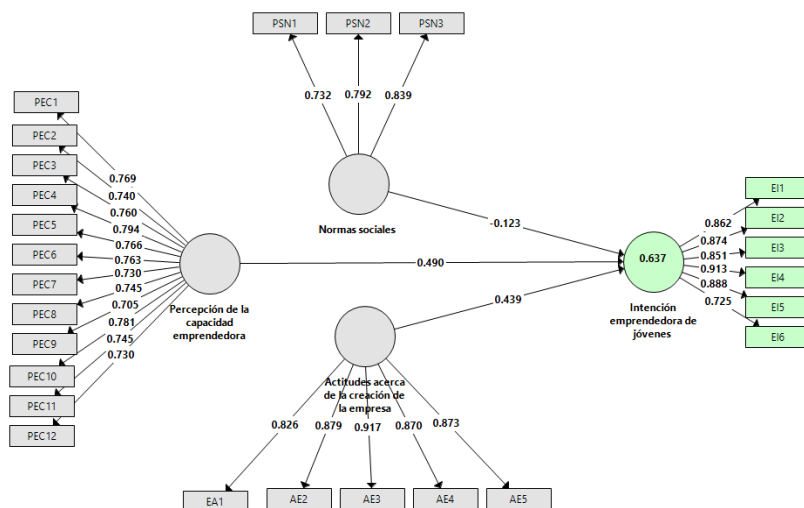 PSN1
PSN2
PSN3
0.732
0.792
0.839
Normas sociales
PEC1
PEC2
PEC3
PEC4
PEC5
PEC6
PEC7
PEC8
PEC9
PEC10
PEC11
PEC12
0.769
0.740
0.760
0.794
0.766
0.763
0.730
0.745
0.705
0.781
0.745
0.730
Percepción de la
capacidad
emprendedora
-0.123
0.490
0.439
0.637
Intención
emprendedora de
jóvenes
0.862
0.874
0.851
0.913
0.888
0.725
EI1
EI2
EI3
EI4
EI5
EI6
Actitudes acerca
de la creación de
la empresa
0.826
0.879
0.917
0.870
0.873
EA1
AE2
AE3
AE4
AE5